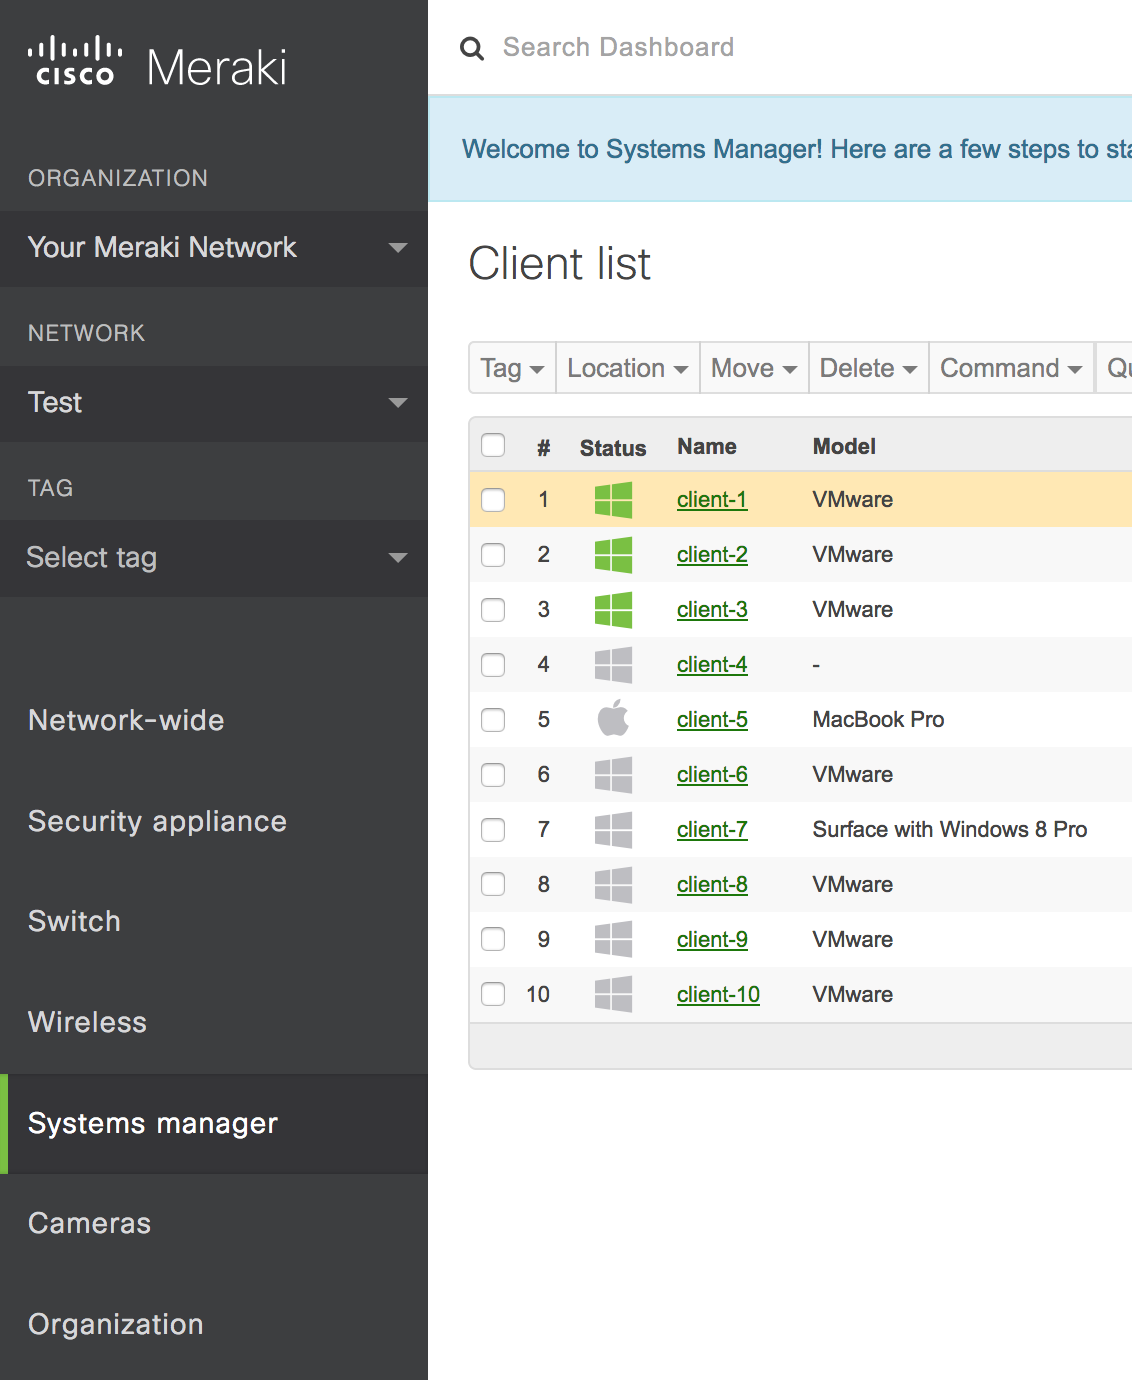 CISCO Meraki
ORGANIZATION
Your Meraki Network
NETWORK
Test
TAG
Select tag
Network-wide
Security appliance
Switch
Wireless
Systems manager
Cameras
Organization
Search Dashboard
Welcome to Systems Manager! Here are a few steps to
Client list
Tag Location Move Delete Command
# Status Name Model
1 client-1 VMware
2 client-2 VMware
3 client-3 VMware
4 client-4 -
5 client-5 MacBook Pro
6 client-6 VMware
7 client-7 Surface with Windows 8 Pro
8 client-8 VMware
9 client-9 VMware
10 client-10 VMware